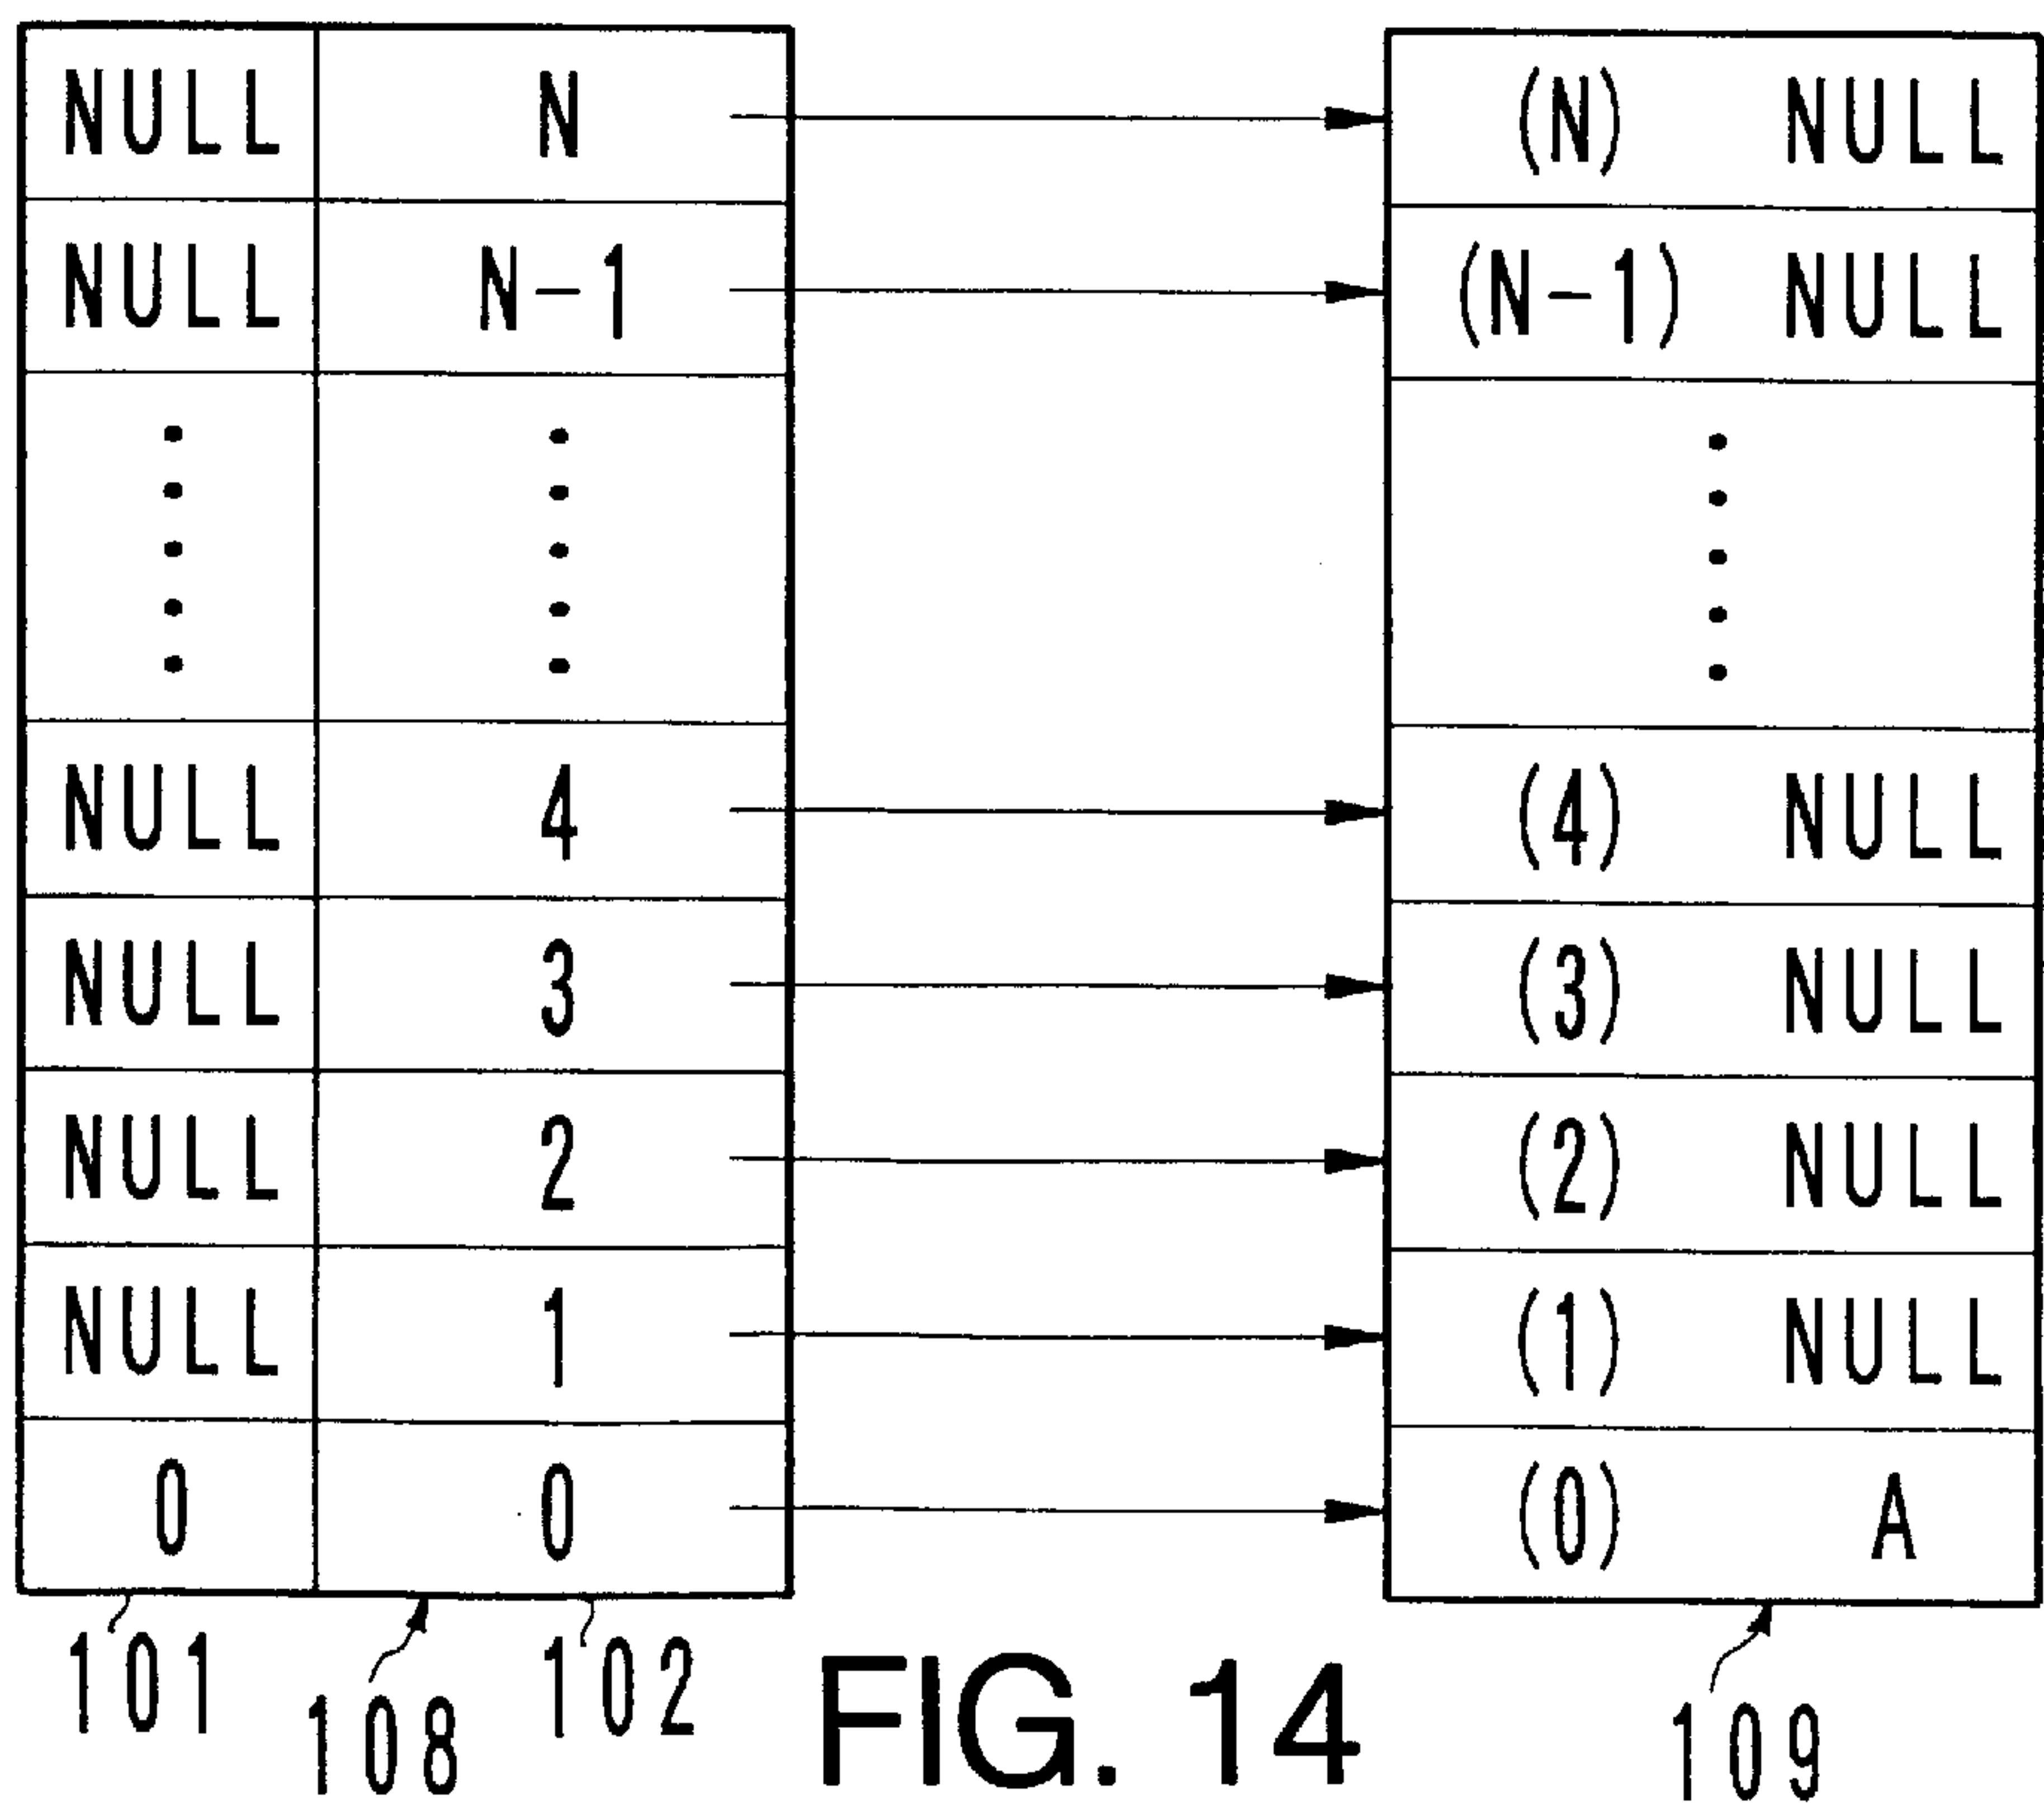 NULL N (N) NULL
NULL N-1 (N-1) NULL
NULL 4 (4) NULL
NULL 3 (3) NULL
NULL 2 (2) NULL
NULL 1 (1) NULL
0 0 (0) A
101 108 102 109
FIG. 14